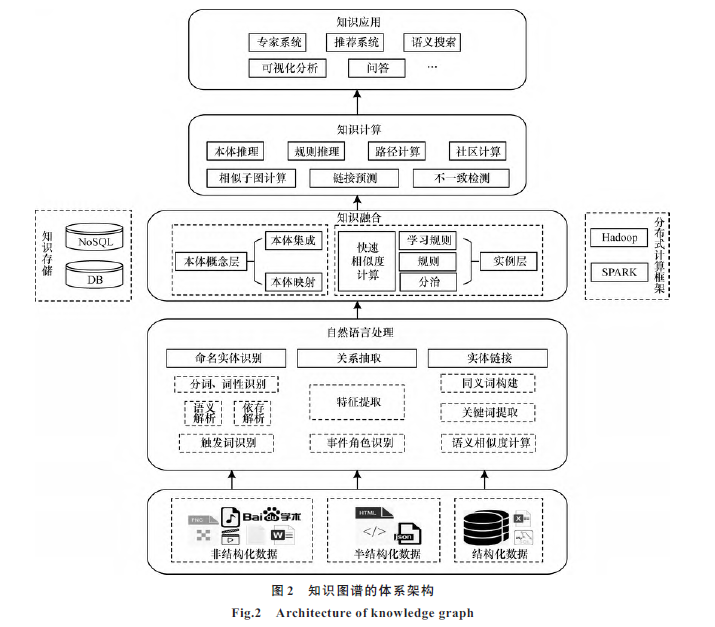 知识应用
专家系统
推荐系统
语义搜索
可视化分析
问答
…
知识计算
本体推理
规则推理
路径计算
社区计算
相似子图计算
链接预测
不一致检测
知识存储
NoSQL
DB
知识融合
本体概念层
本体集成
本体映射
快速
相似度
计算
学习规则
规则
分治
实例层
分布式计算框架
Hadoop
SPARK
自然语言处理
命名实体识别
关系抽取
实体链接
分词、词性识别
语义
解析
依存
解析
触发词识别
特征提取
事件角色识别
同义词构建
关键词提取
语义相似度计算
PNG
Bai du 学术
W
非结构化数据
HTML
</>
json
半结构化数据
X
结构化数据
图2 知识图谱的体系架构
Fig.2 Architecture of knowledge graph